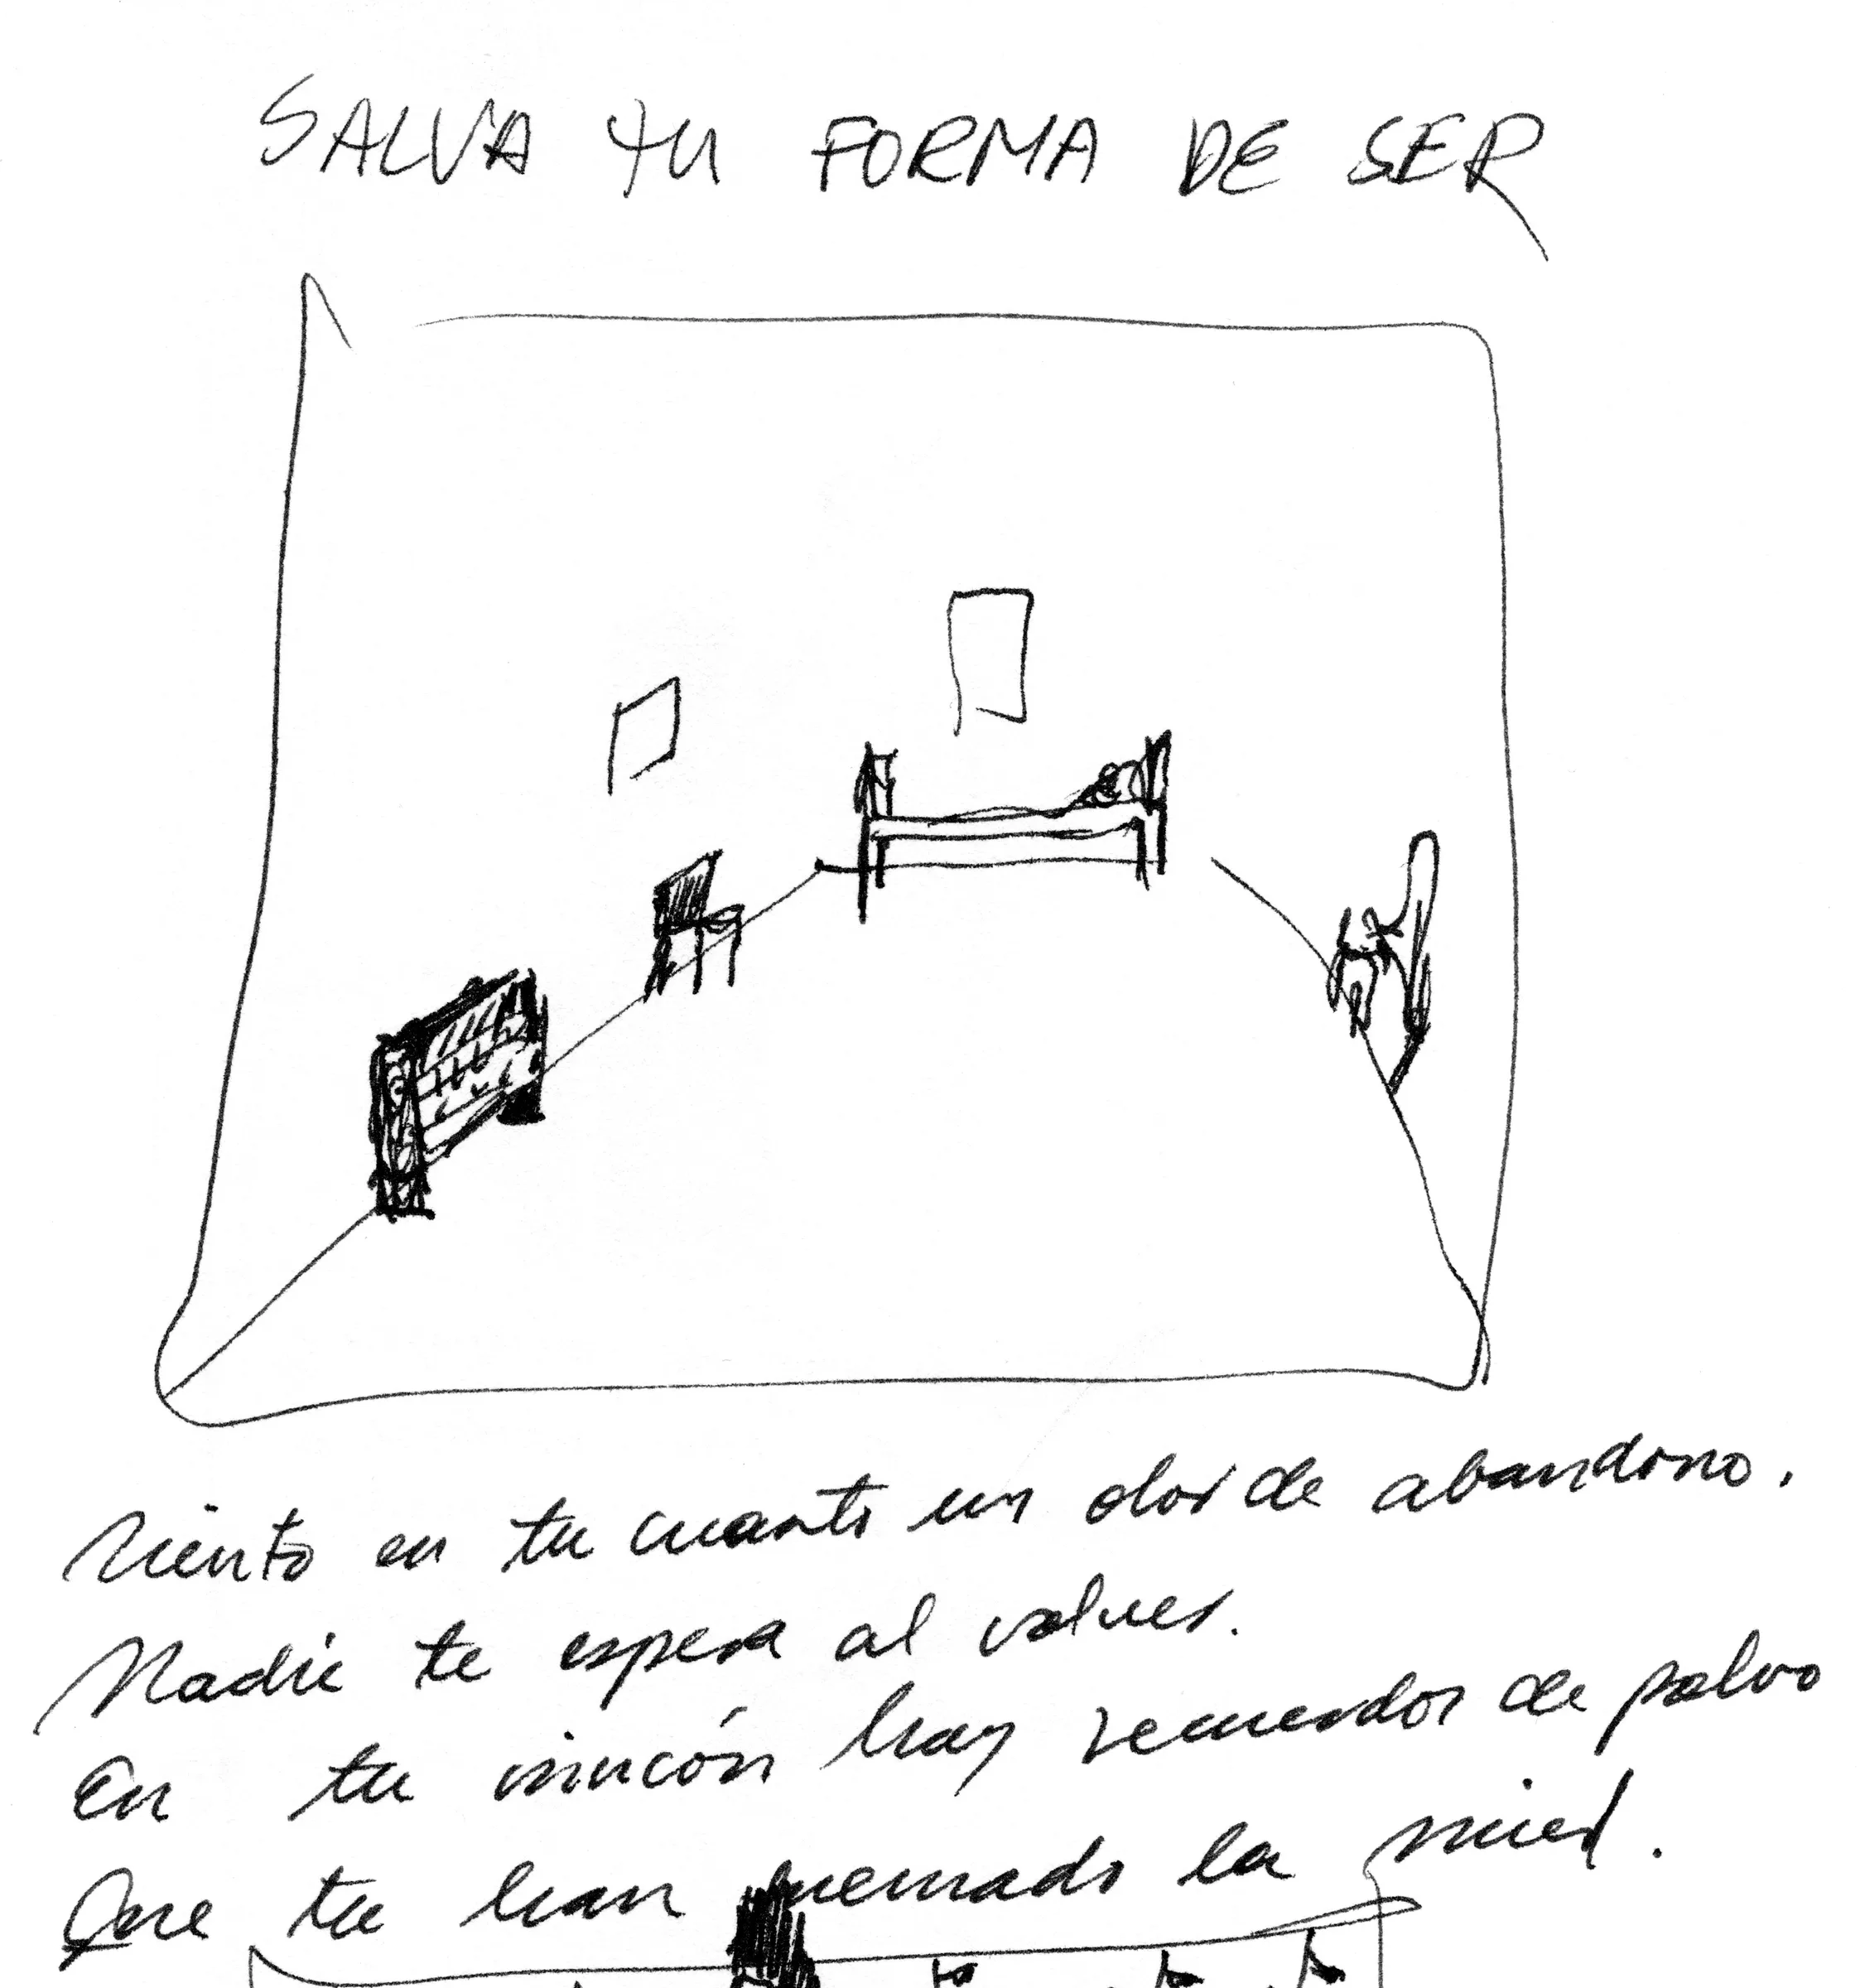 SALVA TU FORMA DE SER
Siento en tu cuarto un olor de abandono.
Nadie te espera al volver.
En tu rincón hay recuerdos de polvo
Que te han quemado la miel.